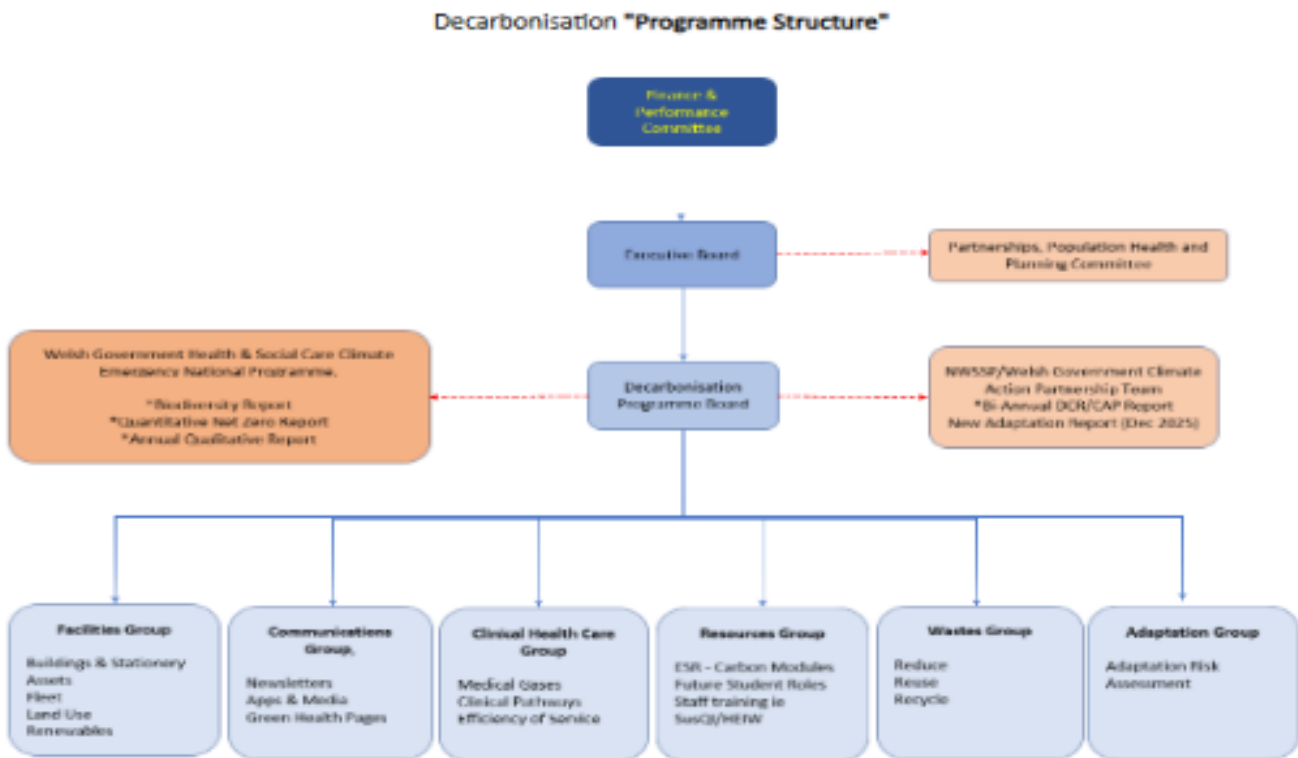 Decarbonisation "Programme Structure"
Finance &
Performance
Committee
Executive Board
Partnerships, Population Health and
Planning Committee
Welsh Government Health & Social Care Climate
Emergency National Programme.
*Biodiversity Report
*Quantitative Net Zero Report
*Annual Qualitative Report
Decarbonisation
Programme Board
NWSSP/Welsh Government Climate
Action Partnership Team
*Bi-Annual DCR/CAP Report
New Adaptation Report (Dec 2025)
Facilities Group
Buildings & Stationery
Assets
Fleet
Land Use
Renewables
Communications
Group,
Newsletters
Apps & Media
Green Health Pages
Clinical Health Care
Group
Medical Gases
Clinical Pathways
Efficiency of Service
Resources Group
ESR - Carbon Modules
Future Student Roles
Staff training ie
SusQI/HEIW
Wastes Group
Reduce
Reuse
Recycle
Adaptation Group
Adaptation Risk
Assessment